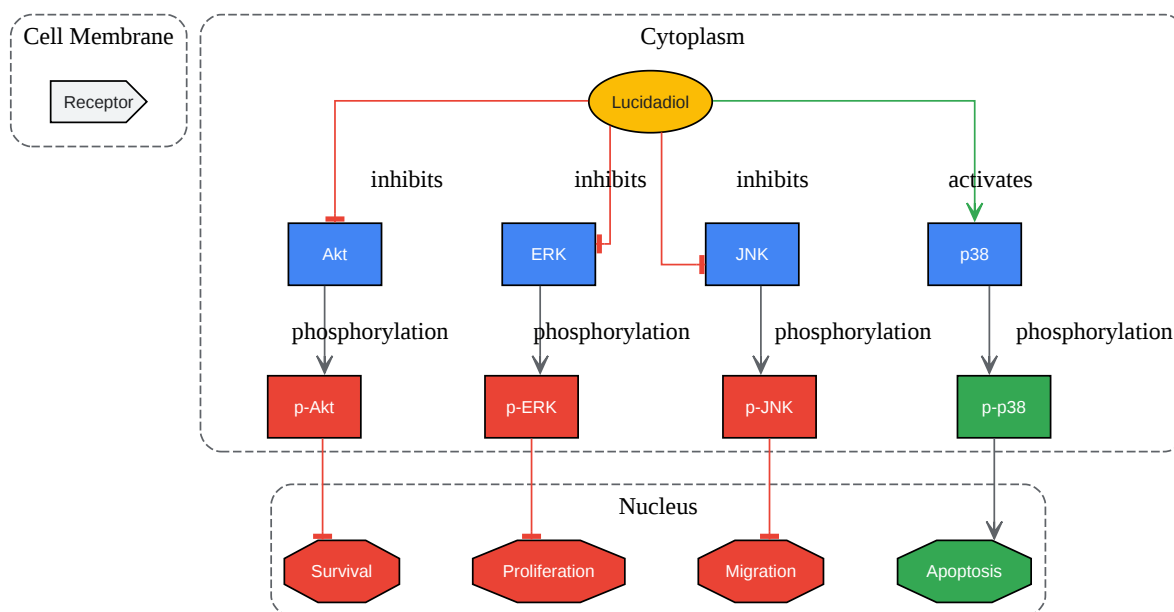 Cell Membrane
Cytoplasm
Receptor
Lucidadiol
inhibits
inhibits
inhibits
activates
Akt
ERK
JNK
p38
phosphorylation
phosphorylation
phosphorylation
phosphorylation
p-Akt
p-ERK
p-JNK
p-p38
Nucleus
Survival
Proliferation
Migration
Apoptosis